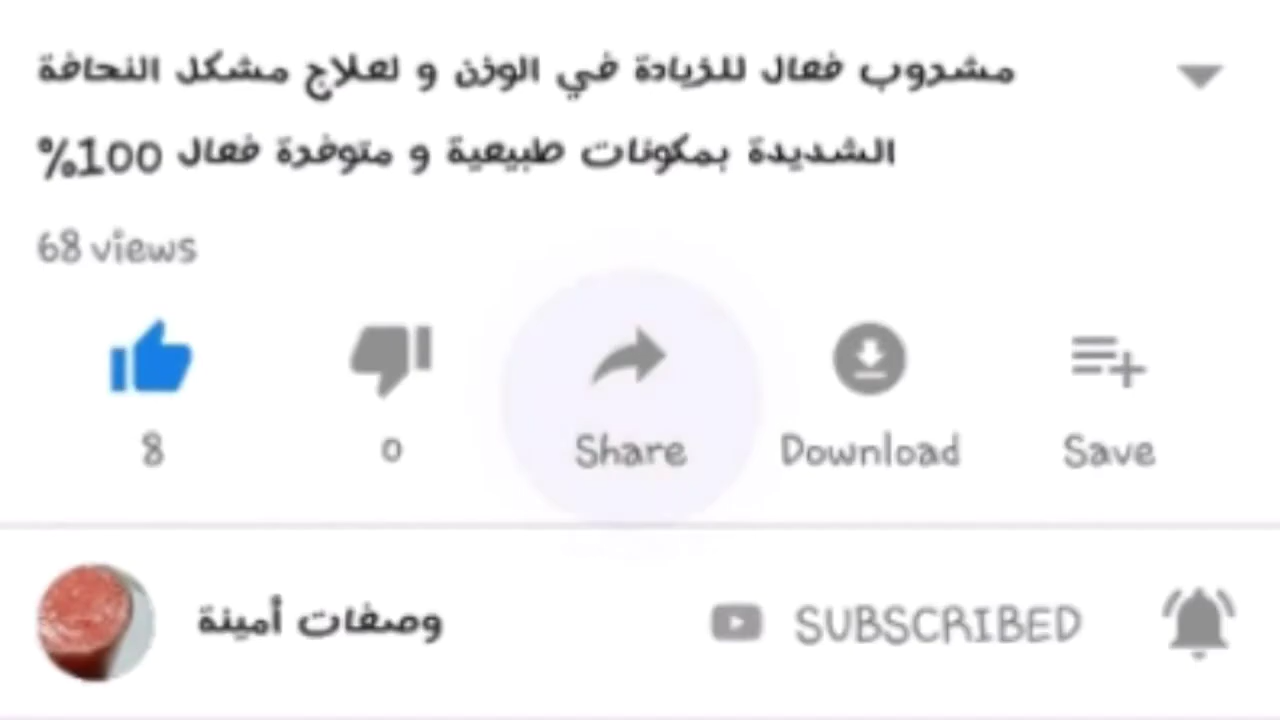 مشروب فعال للزيادة في الوزن و لعلاج مشكل النحافة
الشديدة بمكونات طبيعية و متوفرة فعال 100%
68 views
8
0
Share
Download
Save
وصفات أمينة
SUBSCRIBED